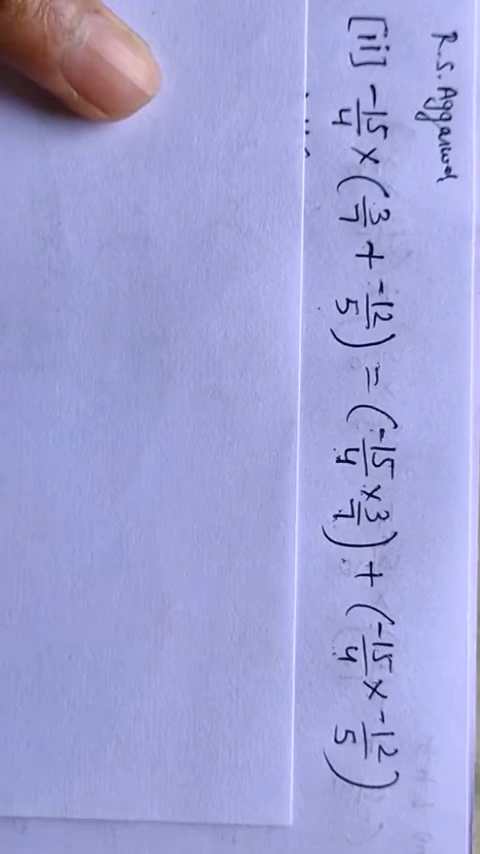 R.S. Aggarwal
[ii] -15/4 × (3/7 + -12/5) = (-15/4 × 3/7) + (-15/4 × -12/5)